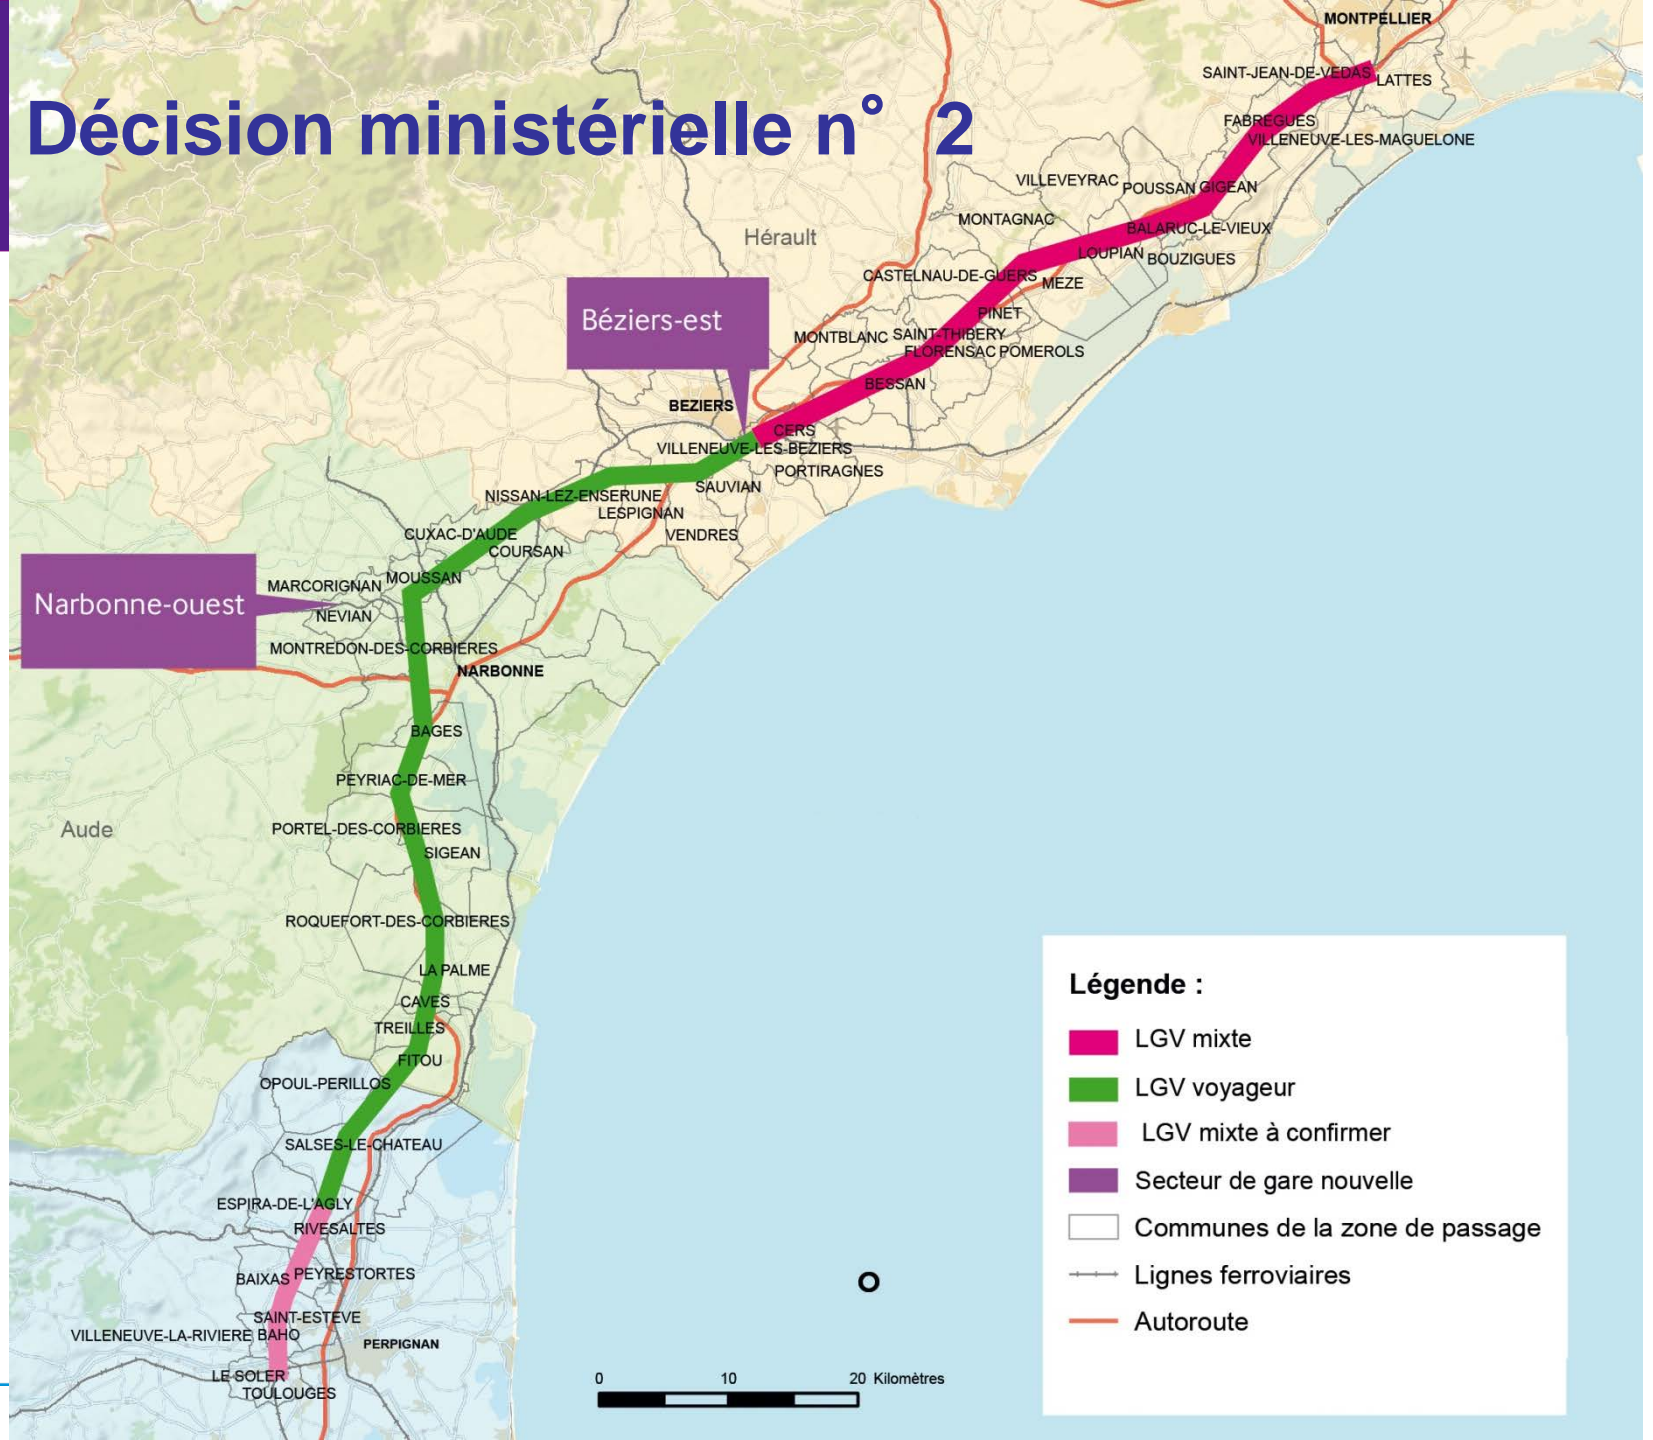 MONTPELLIER
SAINT-JEAN-DE-VEDAS
LATTES
Décision ministérielle n° 2
FABREGUES
VILLENEUVE-LES-MAGUELONE
VILLEVEYRAC
POUSSAN
GIGEAN
MONTAGNAC
BALARUC-LE-VIEUX
Hérault
LOUPIAN
BOUZIGUES
CASTELNAU-DE-GUERS
MEZE
Béziers-est
PINET
MONTBLANC
SAINT-THIBERY
FLORENSAC
POMEROLS
BESSAN
BEZIERS
CERS
VILLENEUVE-LES-BEZIERS
PORTIRAGNES
SAUVIAN
NISSAN-LEZ-ENSERUNE
LESPIGNAN
CUXAC-D'AUDE
VENDRES
COURSAN
MOUSSAN
MARCORIGNAN
Narbonne-ouest
NEVIAN
MONTREDON-DES-CORBIERES
NARBONNE
BAGES
PEYRIAC-DE-MER
Aude
PORTEL-DES-CORBIERES
SIGEAN
ROQUEFORT-DES-CORBIERES
LA PALME
CAVES
TREILLES
FITOU
OPOUL-PERILLOS
SALSES-LE-CHATEAU
ESPIRA-DE-L'AGLY
RIVESALTES
BAIXAS
PEYRESTORTES
SAINT-ESTEVE
VILLENEUVE-LA-RIVIERE
BAHO
PERPIGNAN
LE SOLER
TOULOUGES
Légende :
LGV mixte
LGV voyageur
LGV mixte à confirmer
Secteur de gare nouvelle
Communes de la zone de passage
Lignes ferroviaires
Autoroute
0 10 20 Kilomètres